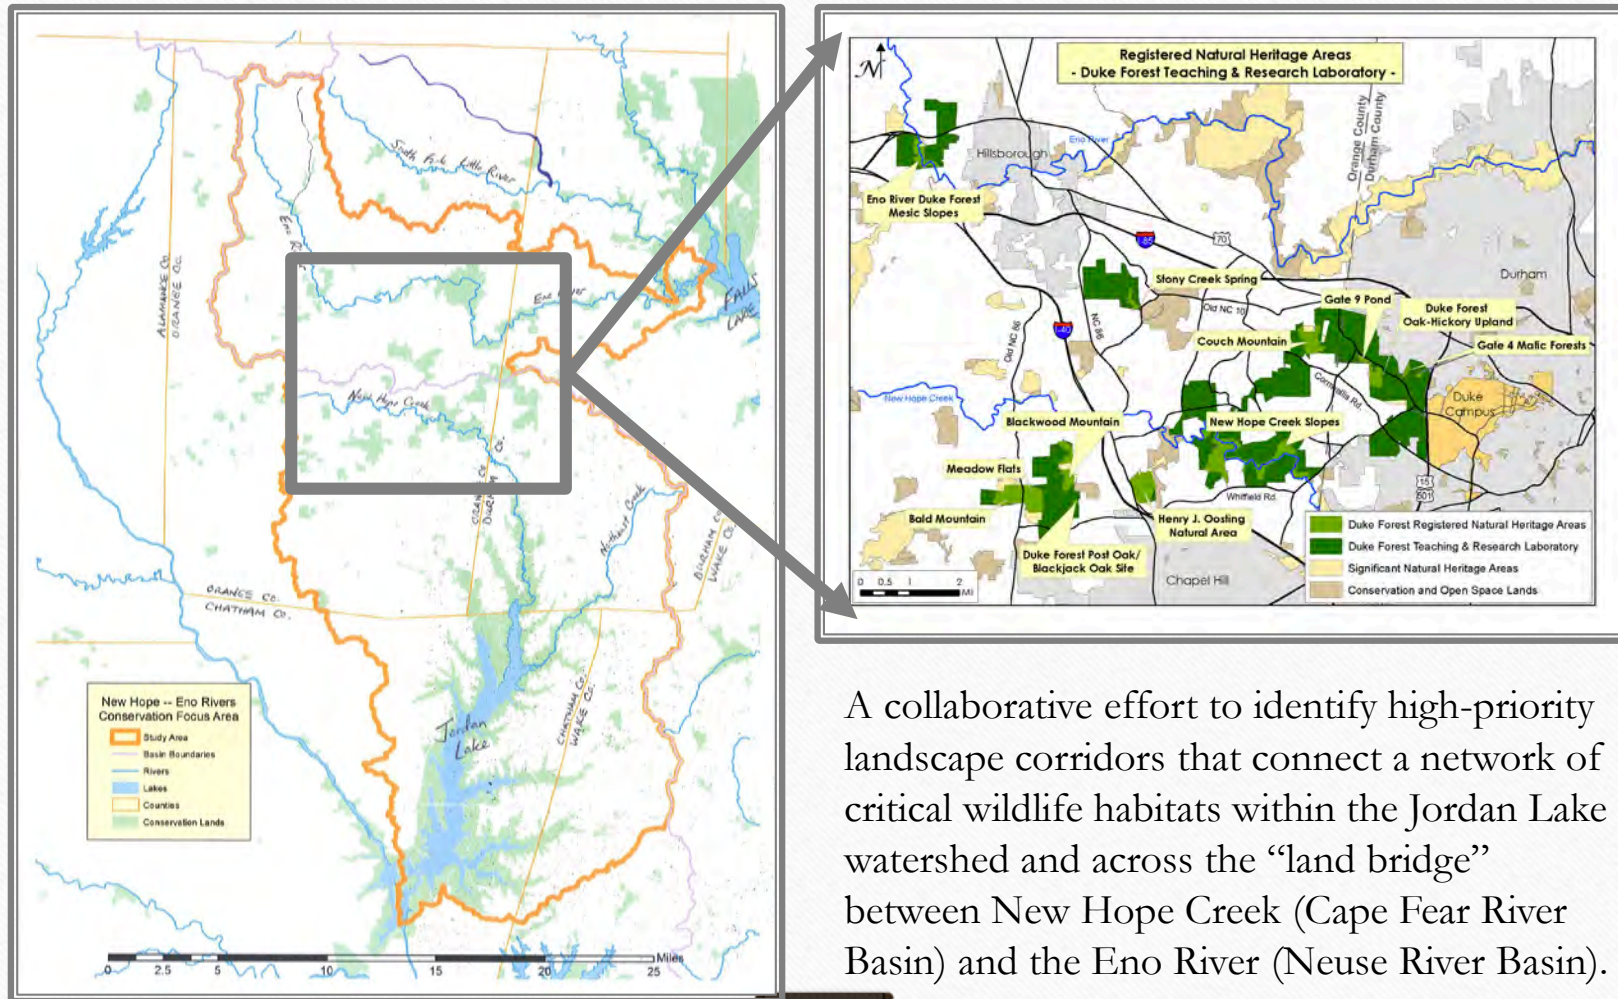 South Fork Little River
Eno R
ALAMANCE CO.
ORANGE CO.
Eno River
FALLS
LAKE
New Hope Creek
ORAN Co.
DURHAM Co.
Northeast Creek
DURHAM CO.
WAKE CO.
ORANGE CO.
CHATHAM CO.
CHATHAM CO.
WAKE CO.
Jordan
Lake
New Hope -- Eno Rivers
Conservation Focus Area
Study Area
Basin Boundaries
Rivers
Lakes
Counties
Conservation Lands
0 2.5 5 10 15 20 25 Miles
N
Registered Natural Heritage Areas
- Duke Forest Teaching & Research Laboratory -
Hillsborough
Eno River
Orange County
Durham County
Eno River Duke Forest
Mesic Slopes
I-85
70
Durham
Stony Creek Spring
Gate 9 Pond
Duke Forest
Oak-Hickory Upland
Old NC 10
Old NC 86
I-40
NC 86
Couch Mountain
Gate 4 Mafic Forests
Cornwallis Rd.
Duke
Campus
New Hope Creek
Blackwood Mountain
New Hope Creek Slopes
Meadow Flats
Whitfield Rd.
15
501
Bald Mountain
Henry J. Oosting
Natural Area
Duke Forest Post Oak/
Blackjack Oak Site
Chapel Hill
Duke Forest Registered Natural Heritage Areas
Duke Forest Teaching & Research Laboratory
Significant Natural Heritage Areas
Conservation and Open Space Lands
0 0.5 1 2
Mi
A collaborative effort to identify high-priority
landscape corridors that connect a network of
critical wildlife habitats within the Jordan Lake
watershed and across the “land bridge”
between New Hope Creek (Cape Fear River
Basin) and the Eno River (Neuse River Basin).